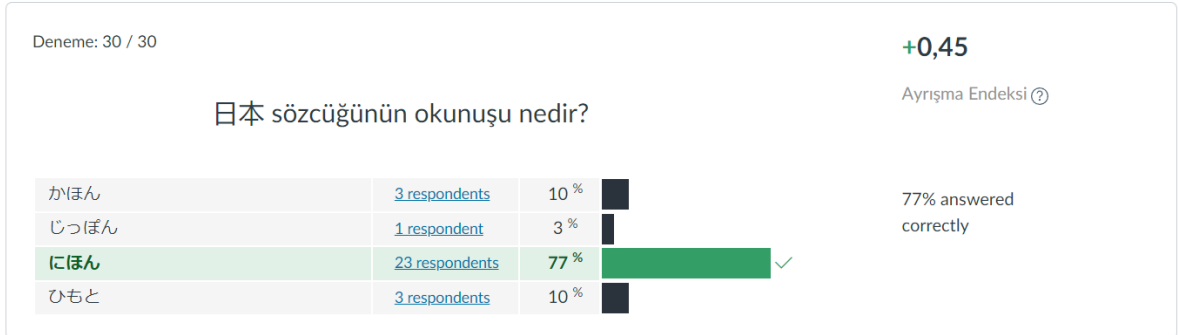 Deneme: 30 / 30
+0,45
Ayrışma Endeksi ?
日本 sözcüğünün okunuşu nedir?
かほん 3 respondents 10 %
じっぽん 1 respondent 3 %
にほん 23 respondents 77 %
ひもと 3 respondents 10 %
77% answered
correctly